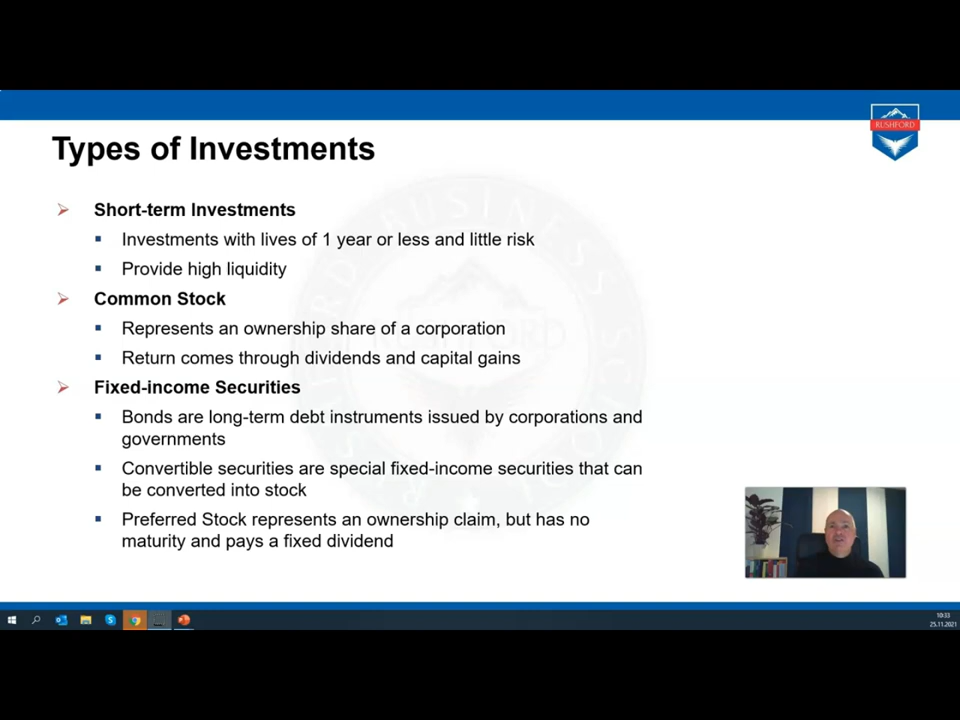 RUSHFORD
Types of Investments
Short-term Investments
Investments with lives of 1 year or less and little risk
Provide high liquidity
Common Stock
Represents an ownership share of a corporation
Return comes through dividends and capital gains
Fixed-income Securities
Bonds are long-term debt instruments issued by corporations and
governments
Convertible securities are special fixed-income securities that can
be converted into stock
Preferred Stock represents an ownership claim, but has no
maturity and pays a fixed dividend
10:33
25.11.2021